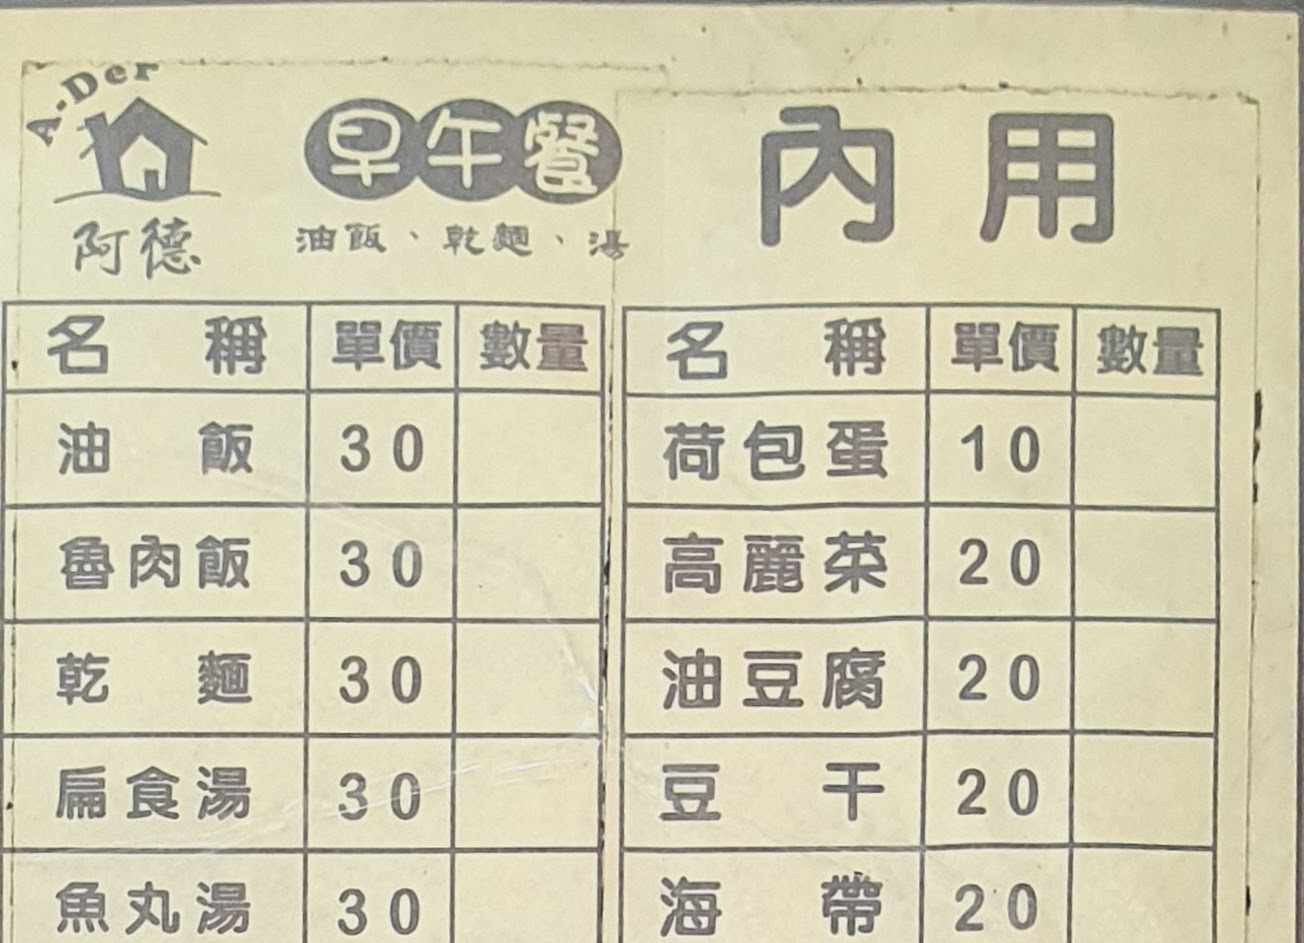 A-Der
阿德
早午餐
油飯、乾麵、湯
內用
名稱 單價 數量
油飯 30
魯肉飯 30
乾麵 30
扁食湯 30
魚丸湯 30
名稱 單價 數量
荷包蛋 10
高麗菜 20
油豆腐 20
豆干 20
海帶 20